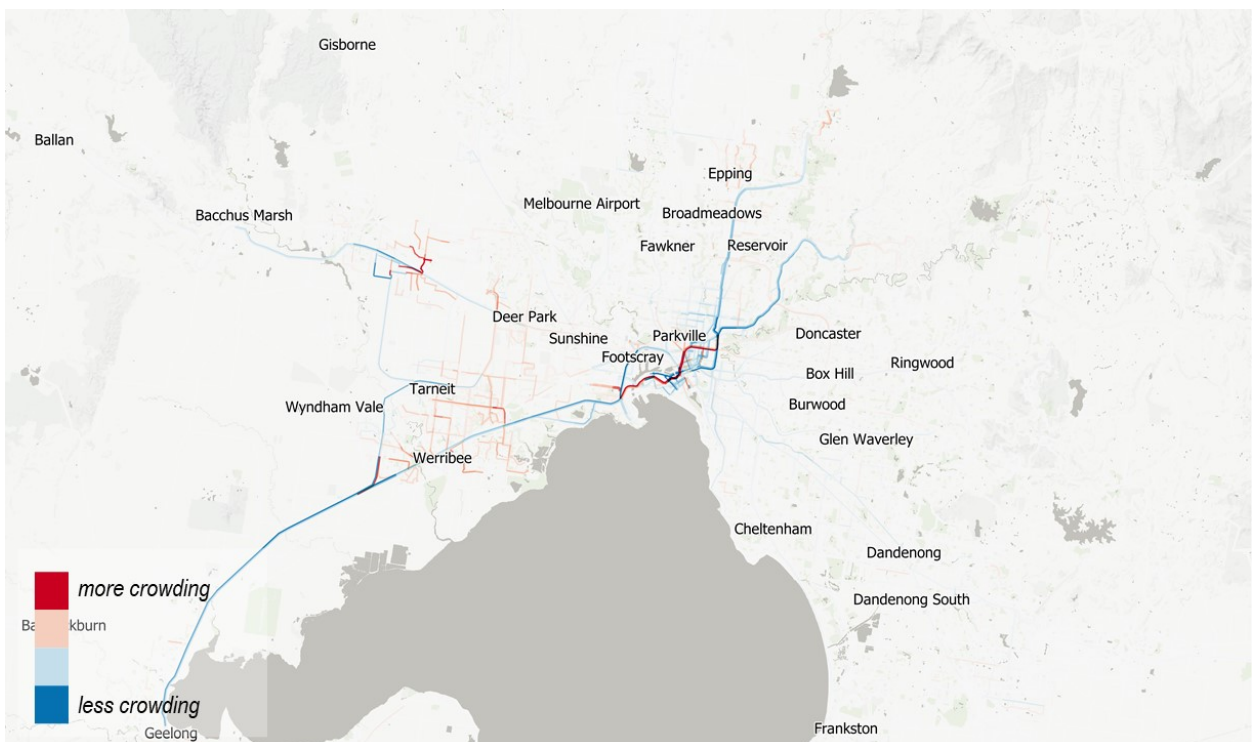 Gisborne
Ballan
Epping
Melbourne Airport
Bacchus Marsh
Broadmeadows
Fawkner
Reservoir
Deer Park
Sunshine
Parkville
Doncaster
Footscray
Ringwood
Box Hill
Tarneit
Wyndham Vale
Burwood
Glen Waverley
Werribee
Cheltenham
Dandenong
more crowding
Dandenong South
less crowding
Frankston
Geelong